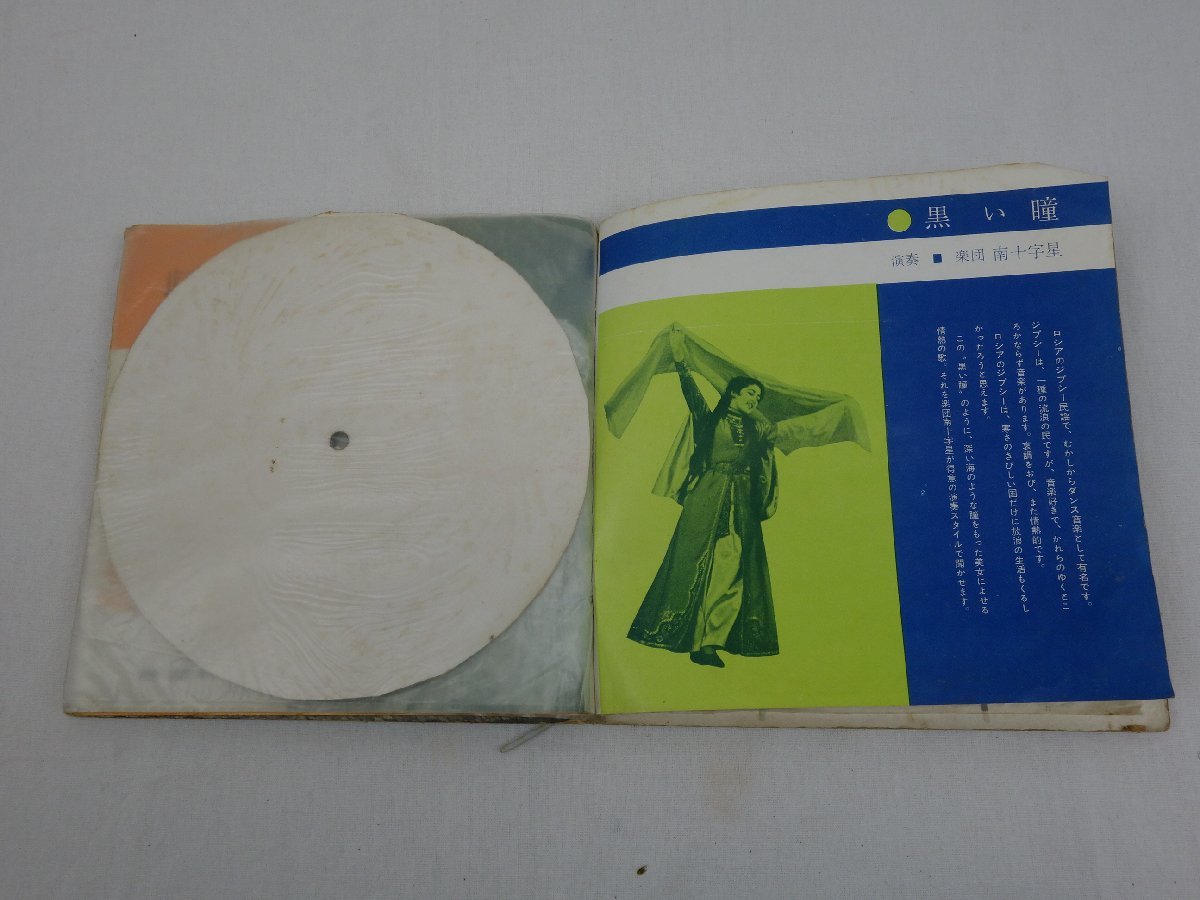 黒い瞳
演奏 ■ 楽団 南十字星
ロシアのジプシー民謡で、むかしからダンス音楽として有名です。
ジプシーは、一種の流浪の民ですが、音楽好きで、かれらのゆくとこ
ろかならず音楽があります。哀調をおび、また情熱的です。
ロシアのジプシーは、寒さのきびしい国だけに放浪の生活もくるし
かったろうと思えます。
この〝黒い瞳〟のように、深い海のような瞳をもった美女によせる
情熱の歌。それを楽団南十字星が得意の演奏スタイルで聞かせます。